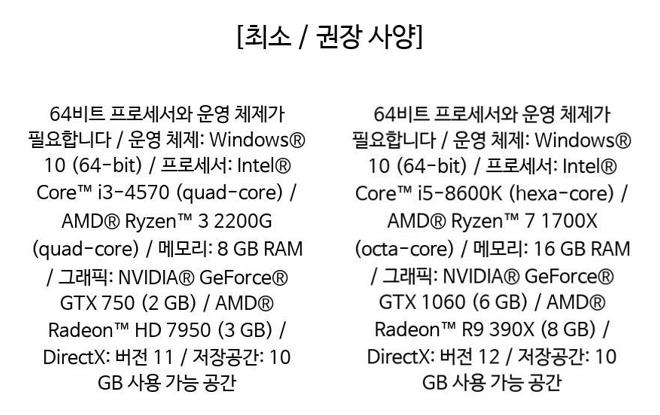 [최소 / 권장 사양]
64비트 프로세서와 운영 체제가
필요합니다 / 운영 체제: Windows®
10 (64-bit) / 프로세서: Intel®
Core™ i3-4570 (quad-core) /
AMD® Ryzen™ 3 2200G
(quad-core) / 메모리: 8 GB RAM
/ 그래픽: NVIDIA® GeForce®
GTX 750 (2 GB) / AMD®
Radeon™ HD 7950 (3 GB) /
DirectX: 버전 11 / 저장공간: 10
GB 사용 가능 공간
64비트 프로세서와 운영 체제가
필요합니다 / 운영 체제: Windows®
10 (64-bit) / 프로세서: Intel®
Core™ i5-8600K (hexa-core) /
AMD® Ryzen™ 7 1700X
(octa-core) / 메모리: 16 GB RAM
/ 그래픽: NVIDIA® GeForce®
GTX 1060 (6 GB) / AMD®
Radeon™ R9 390X (8 GB) /
DirectX: 버전 12 / 저장공간: 10
GB 사용 가능 공간